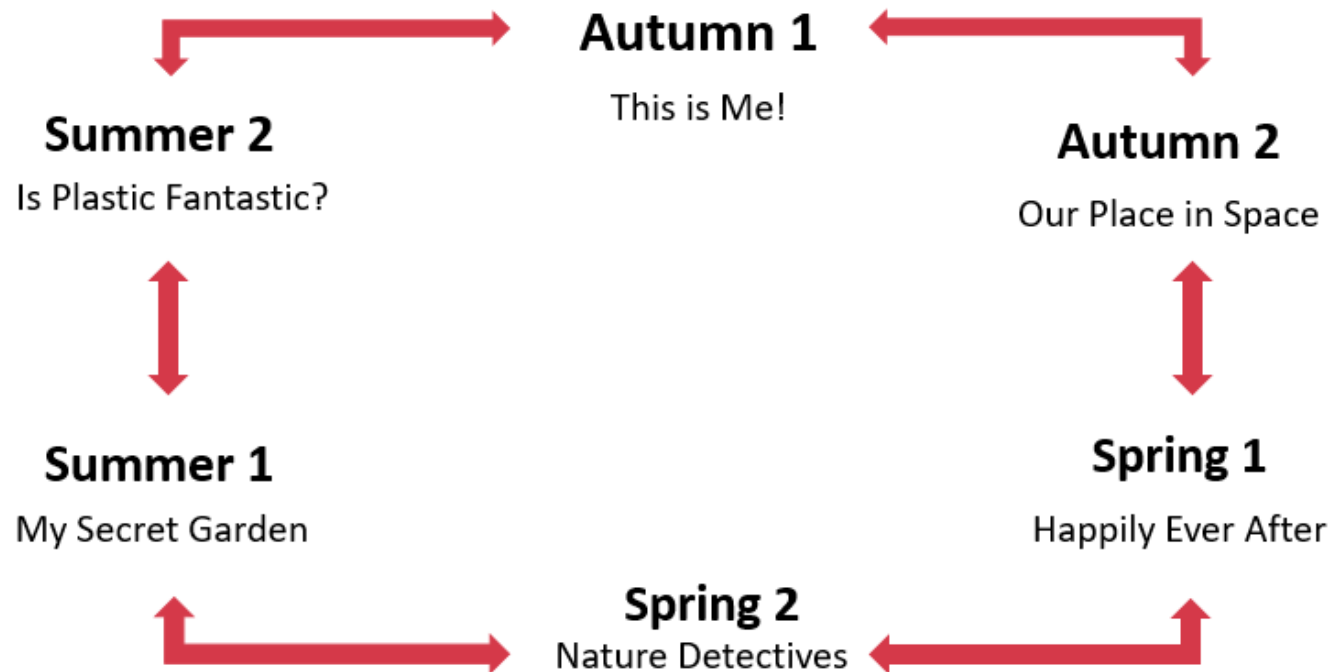 Autumn 1
This is Me!
Summer 2
Is Plastic Fantastic?
Autumn 2
Our Place in Space
Summer 1
My Secret Garden
Spring 1
Happily Ever After
Spring 2
Nature Detectives